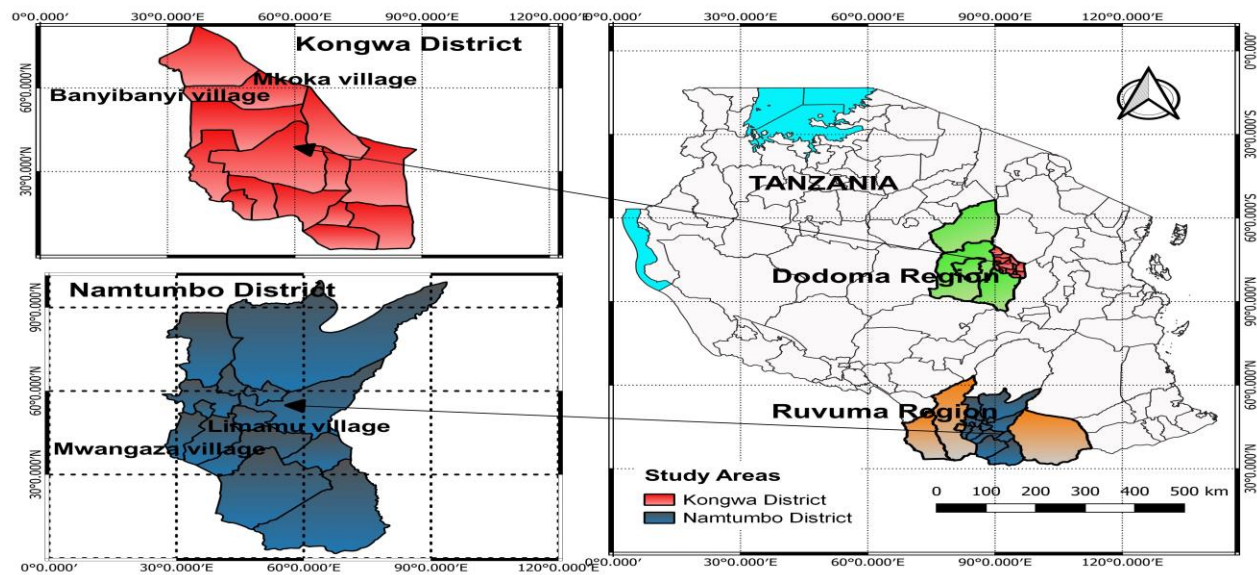 0°0.000′ 0°0.000′ 30°0.000′E 60°0.000′E 90°0.000′E 120°0.000′E
Kongwa District
Mkoka village
Banyibanyi village
60°0.000′N
30°0.000′N
Namtumbo District
Limamu village
Mwangaza village
90°0.000′N
60°0.000′N
30°0.000′N
0°0.000′ 0°0.000′ 30°0.000′E 60°0.000′E 90°0.000′E 120°0.000′E
0°0.000′ 30°0.000′E 60°0.000′E 90°0.000′E 120°0.000′E
TANZANIA
Dodoma Region
Ruvuma Region
Study Areas
Kongwa District
Namtumbo District
0 100 200 300 400 500 km
0°0.000′
30°0.000′S
60°0.000′S
90°0.000′N
60°0.000′N
30°0.000′N
0°0.000′ 30°0.000′E 60°0.000′E 90°0.000′E 120°0.000′E